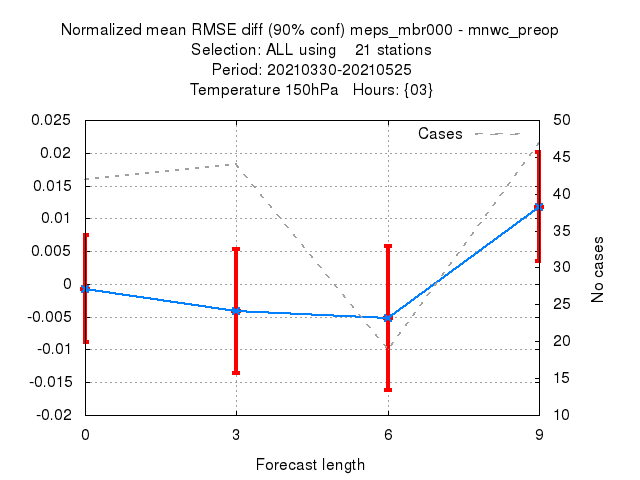 Normalized mean RMSE diff (90% conf) meps_mbr000 - mnwc_preop
Selection: ALL using 21 stations
Period: 20210330-20210525
Temperature 150hPa Hours: {03}
Cases
0.025
0.02
0.015
0.01
0.005
0
-0.005
-0.01
-0.015
-0.02
50
45
40
35
30
25
20
15
10
No cases
0 3 6 9
Forecast length